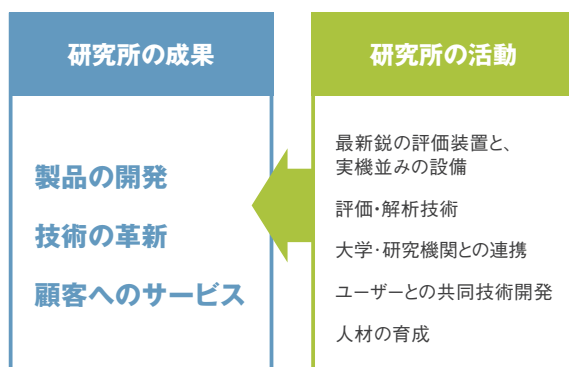 研究所の成果
製品の開発
技術の革新
顧客へのサービス
研究所の活動
最新鋭の評価装置と、
実機並みの設備
評価・解析技術
大学・研究機関との連携
ユーザーとの共同技術開発
人材の育成